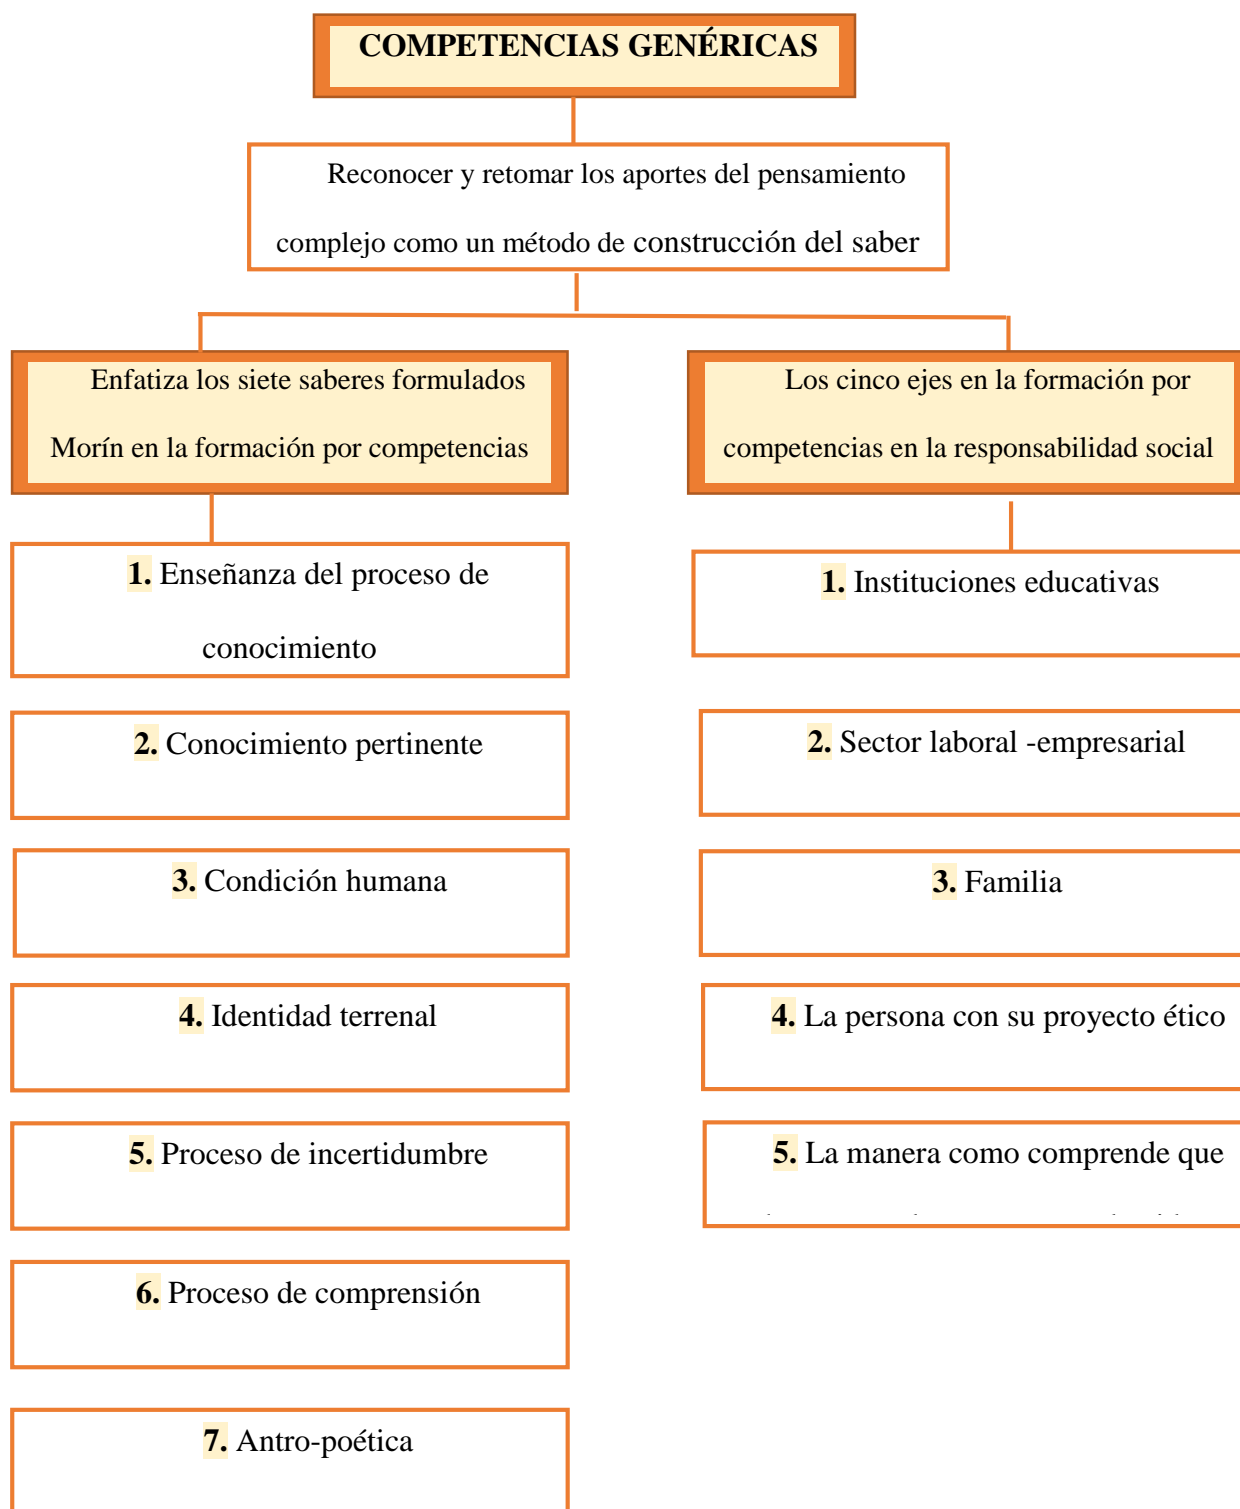 COMPETENCIAS GENÉRICAS
Reconocer y retomar los aportes del pensamiento
complejo como un método de construcción del saber
Enfatiza los siete saberes formulados
Morín en la formación por competencias
1. Enseñanza del proceso de
conocimiento
2. Conocimiento pertinente
3. Condición humana
4. Identidad terrenal
5. Proceso de incertidumbre
6. Proceso de comprensión
7. Antro-poética
Los cinco ejes en la formación por
competencias en la responsabilidad social
1. Instituciones educativas
2. Sector laboral -empresarial
3. Familia
4. La persona con su proyecto ético
5. La manera como comprende que